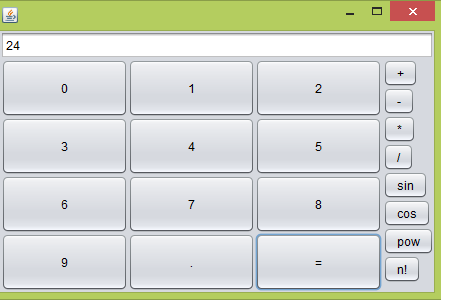 24
0 1 2 +
-
3 4 5 *
/
6 7 8 sin
cos
9 . = pow
n!